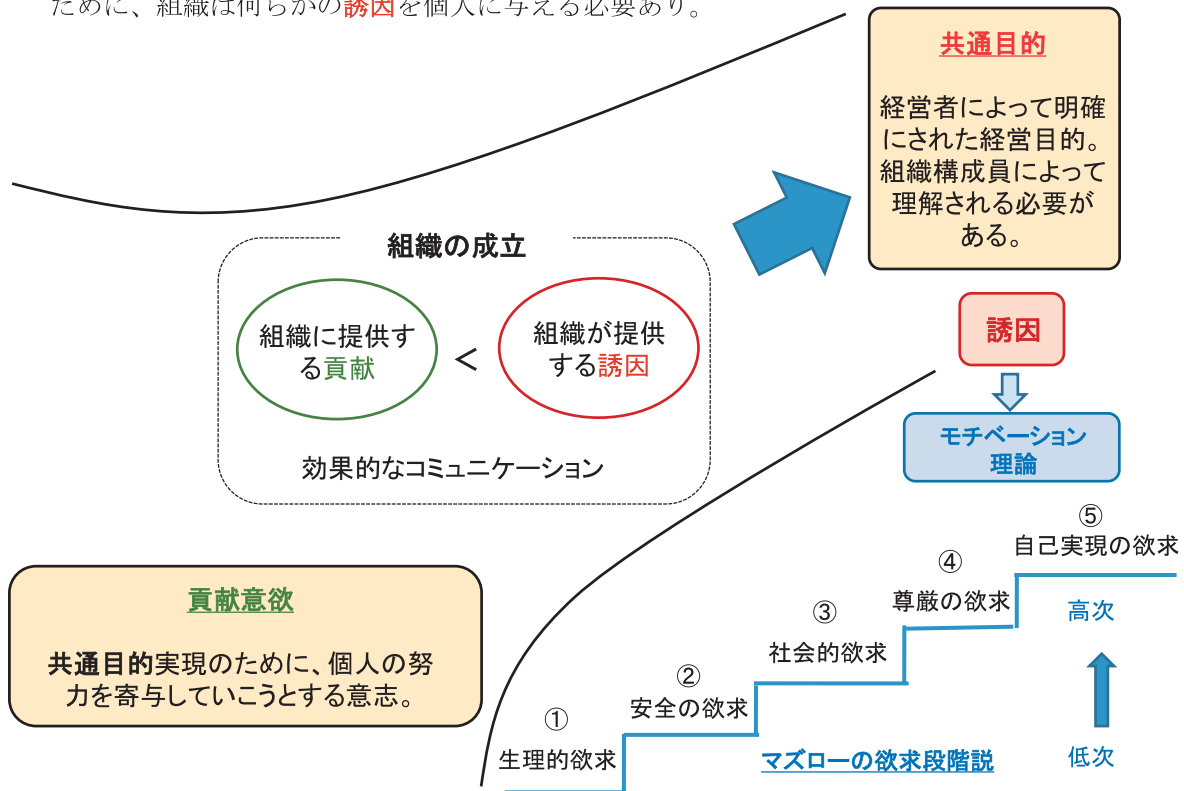 ために、組織は何らかの誘因を個人に与える必要あり。
共通目的
経営者によって明確
にされた経営目的。
組織構成員によって
理解される必要が
ある。
組織の成立
組織に提供す
る貢献
<
組織が提供
する誘因
効果的なコミュニケーション
誘因
モチベーション
理論
貢献意欲
共通目的実現のために、個人の努
力を寄与していこうとする意志。
①
生理的欲求
②
安全の欲求
③
社会的欲求
④
尊厳の欲求
⑤
自己実現の欲求
高次
低次
マズローの欲求段階説